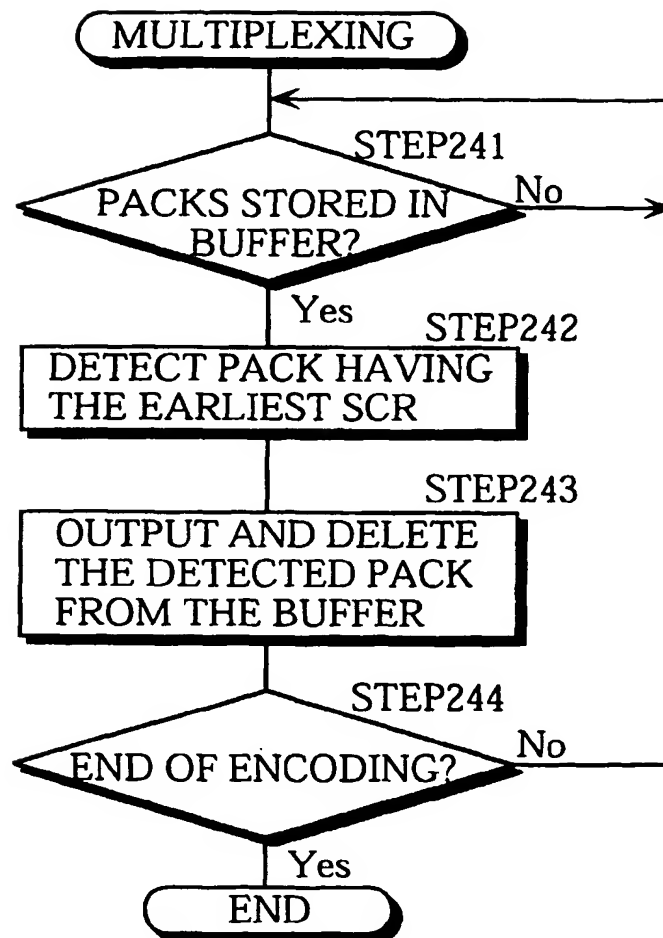 MULTIPLEXING
STEP241
PACKS STORED IN
BUFFER?
No
Yes
STEP242
DETECT PACK HAVING
THE EARLIEST SCR
STEP243
OUTPUT AND DELETE
THE DETECTED PACK
FROM THE BUFFER
STEP244
END OF ENCODING?
No
Yes
END